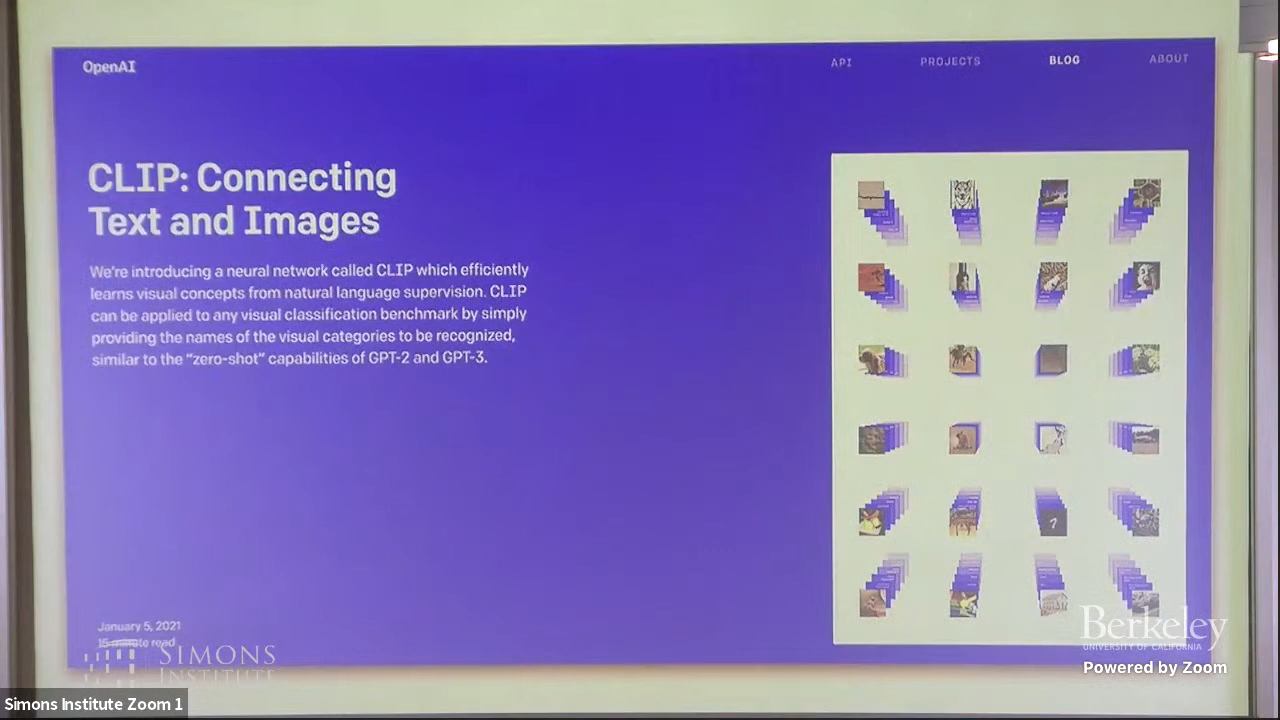 OpenAI
API PROJECTS BLOG ABOUT
CLIP: Connecting
Text and Images
We're introducing a neural network called CLIP which efficiently
learns visual concepts from natural language supervision. CLIP
can be applied to any visual classification benchmark by simply
providing the names of the visual categories to be recognized,
similar to the “zero-shot” capabilities of GPT-2 and GPT-3.
January 5, 2021
15 minute read
SIMONS
INSTITUTE
Berkeley
UNIVERSITY OF CALIFORNIA
Powered by Zoom
Simons Institute Zoom 1